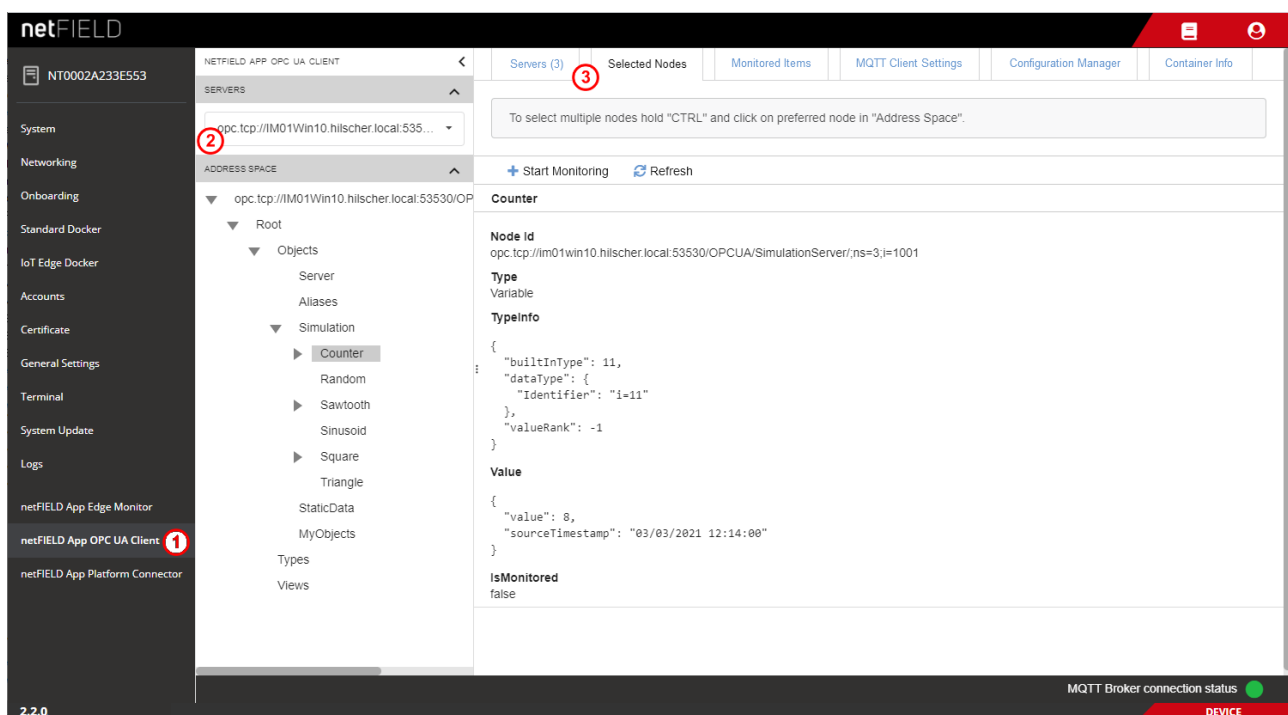 netFIELD
NT0002A233E553
System
Networking
Onboarding
Standard Docker
IoT Edge Docker
Accounts
Certificate
General Settings
Terminal
System Update
Logs
netFIELD App Edge Monitor
netFIELD App OPC UA Client 1
netFIELD App Platform Connector
2.2.0
NETFIELD APP OPC UA CLIENT
SERVERS
2 opc.tcp://IM01Win10.hilscher.local:535...
ADDRESS SPACE
opc.tcp://IM01Win10.hilscher.local:53530/OP
Root
Objects
Server
Aliases
Simulation
Counter
Random
Sawtooth
Sinusoid
Square
Triangle
StaticData
MyObjects
Types
Views
Servers (3) 3 Selected Nodes Monitored Items MQTT Client Settings Configuration Manager Container Info
To select multiple nodes hold "CTRL" and click on preferred node in "Address Space".
+ Start Monitoring Refresh
Counter
Node Id
opc.tcp://im01win10.hilscher.local:53530/OPCUA/SimulationServer/;ns=3;i=1001
Type
Variable
TypeInfo
{
"builtInType": 11,
"dataType": {
"Identifier": "i=11"
},
"valueRank": -1
}
Value
{
"value": 8,
"sourceTimestamp": "03/03/2021 12:14:00"
}
IsMonitored
false
MQTT Broker connection status
DEVICE